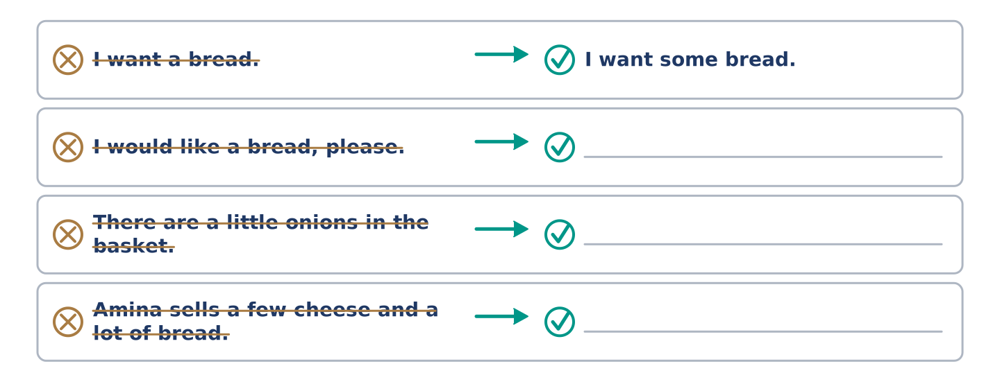 I want a bread.
I want some bread.
I would like a bread, please.
There are a little onions in the
basket.
Amina sells a few cheese and a
lot of bread.